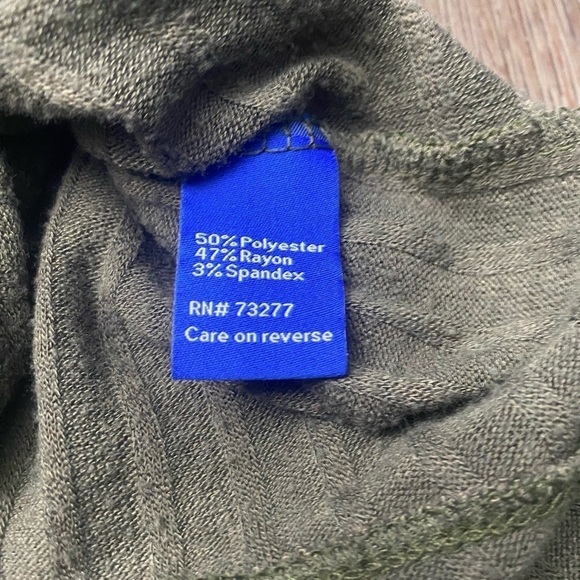 50% Polyester
47% Rayon
3% Spandex
RN# 73277
Care on reverse